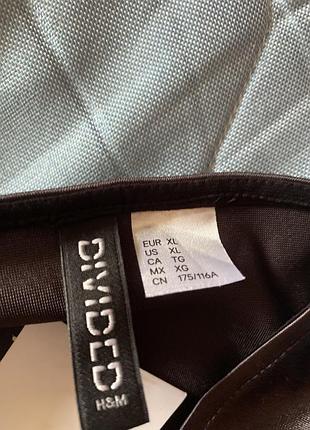 DIVIDED
H&M
EUR XL
US XL
CA TG
MX XG
CN 175/116A